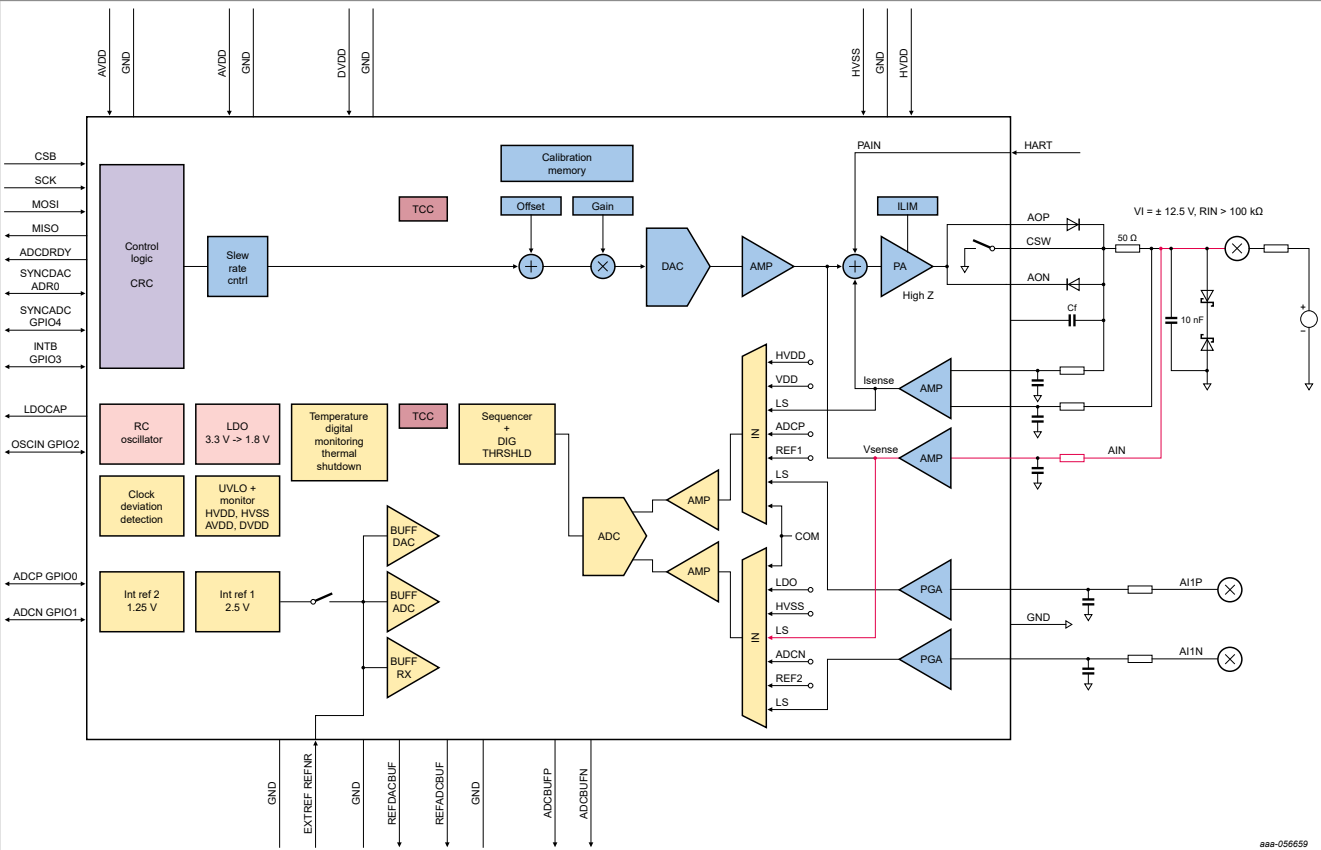 AVDD
GND
AVDD
GND
DVDD
GND
HVSS
GND
HVDD
CSB
SCK
MOSI
MISO
ADCDRDY
SYNCDAC
ADR0
SYNCADC
GPIO4
INTB
GPIO3
LDOCAP
OSCIN GPIO2
ADCP GPIO0
ADCN GPIO1
Control
logic
CRC
Slew
rate
cntrl
TCC
Calibration
memory
Offset
Gain
+
×
DAC
AMP
+
PAIN
HART
ILIM
PA
High Z
AOP
CSW
AON
Cf
50 Ω
VI = ± 12.5 V, RIN > 100 kΩ
10 nF
+
−
RC
oscillator
LDO
3.3 V -> 1.8 V
Temperature
digital
monitoring
thermal
shutdown
TCC
Sequencer
+
DIG
THRSHLD
Clock
deviation
detection
UVLO +
monitor
HVDD, HVSS
AVDD, DVDD
Int ref 2
1.25 V
Int ref 1
2.5 V
BUFF
DAC
BUFF
ADC
BUFF
RX
ADC
AMP
AMP
IN
HVDD
VDD
LS
ADCP
REF1
LS
COM
IN
LDO
HVSS
LS
ADCN
REF2
LS
Isense
AMP
Vsense
AMP
AIN
PGA
AI1P
GND
PGA
AI1N
GND
EXTREF REFNR
GND
REFDACBUF
REFADCBUF
GND
ADCBUFP
ADCBUFN
aaa-056659